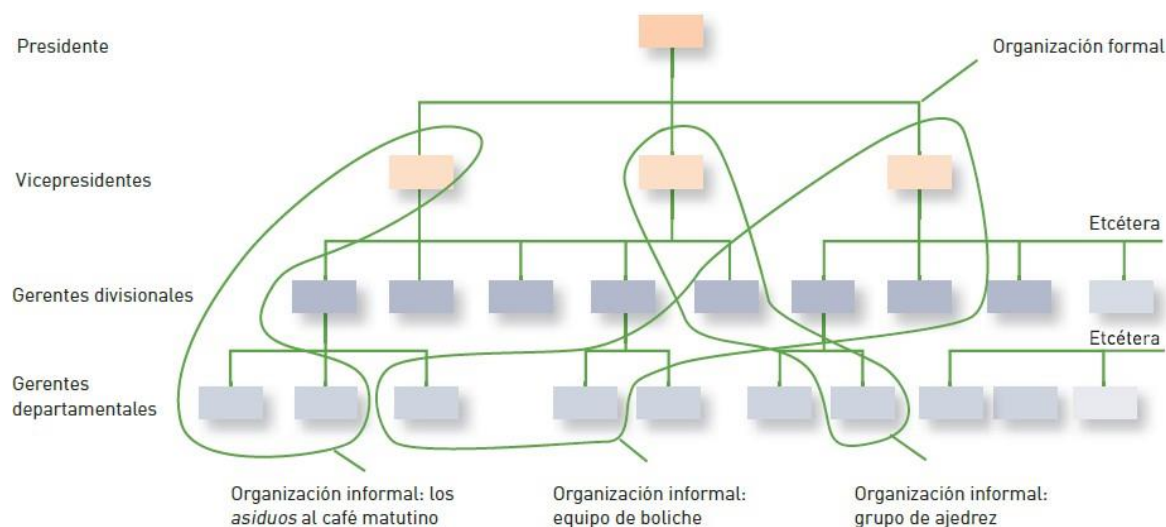 Presidente
Organización formal
Vicepresidentes
Etcétera
Gerentes divisionales
Etcétera
Gerentes
departamentales
Organización informal: los
asiduos al café matutino
Organización informal:
equipo de boliche
Organización informal:
grupo de ajedrez